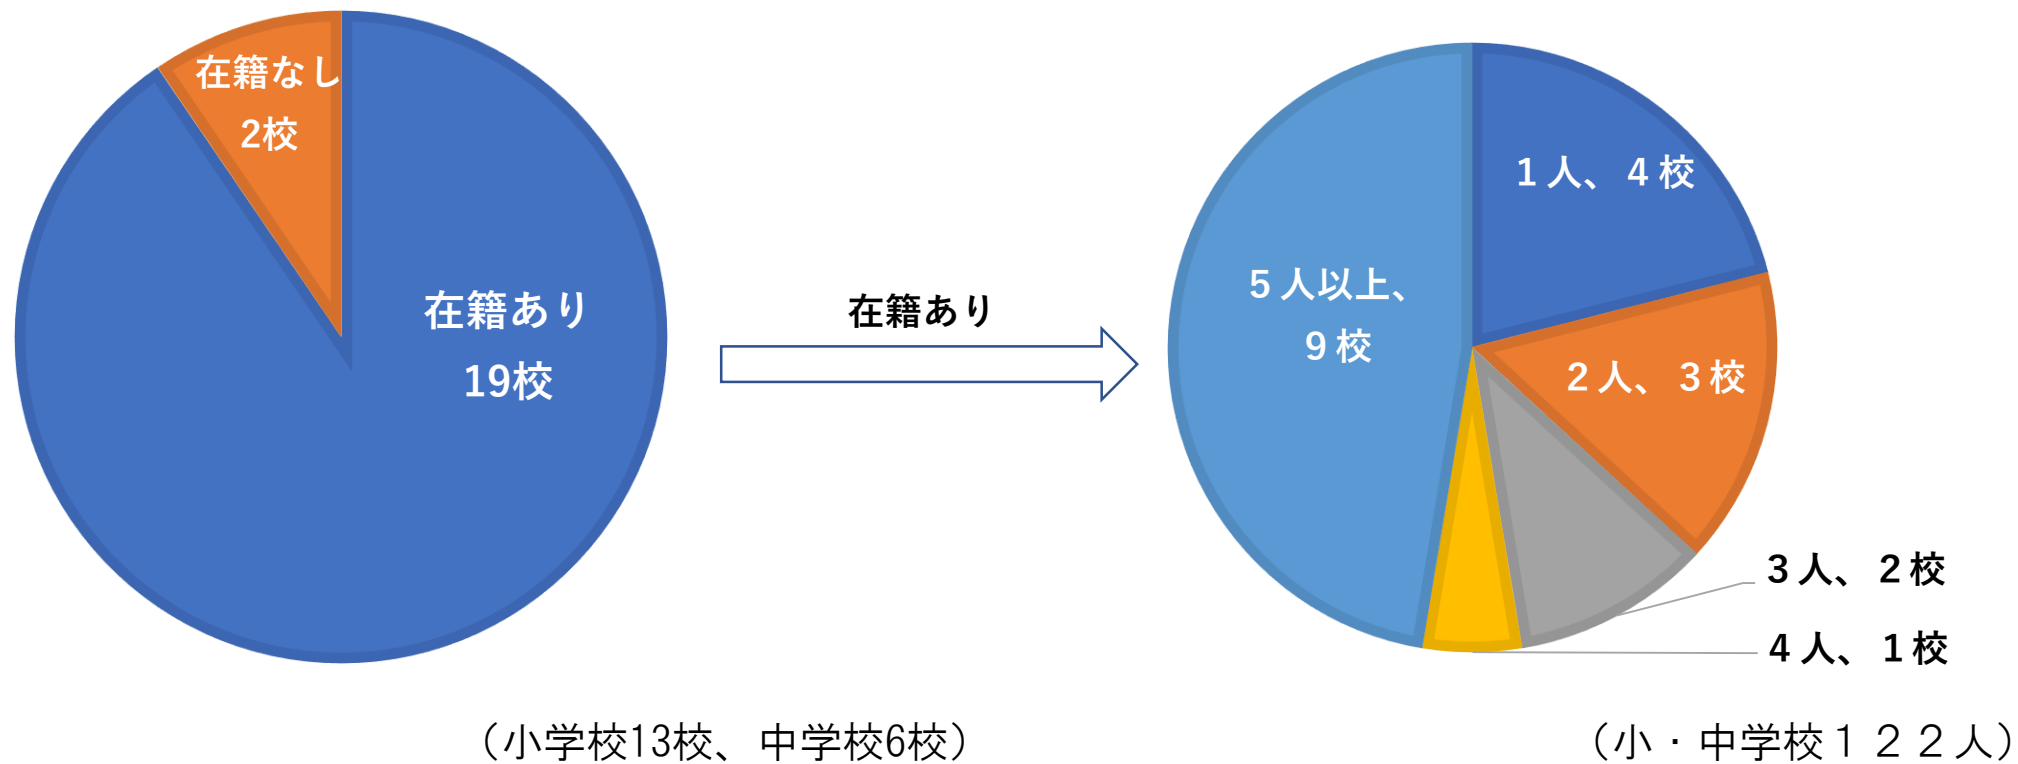 在籍なし
2校
在籍あり
19校
在籍あり
１人、４校
２人、３校
５人以上、
９校
３人、２校
４人、１校
（小学校13校、中学校6校）
（小・中学校１２２人）